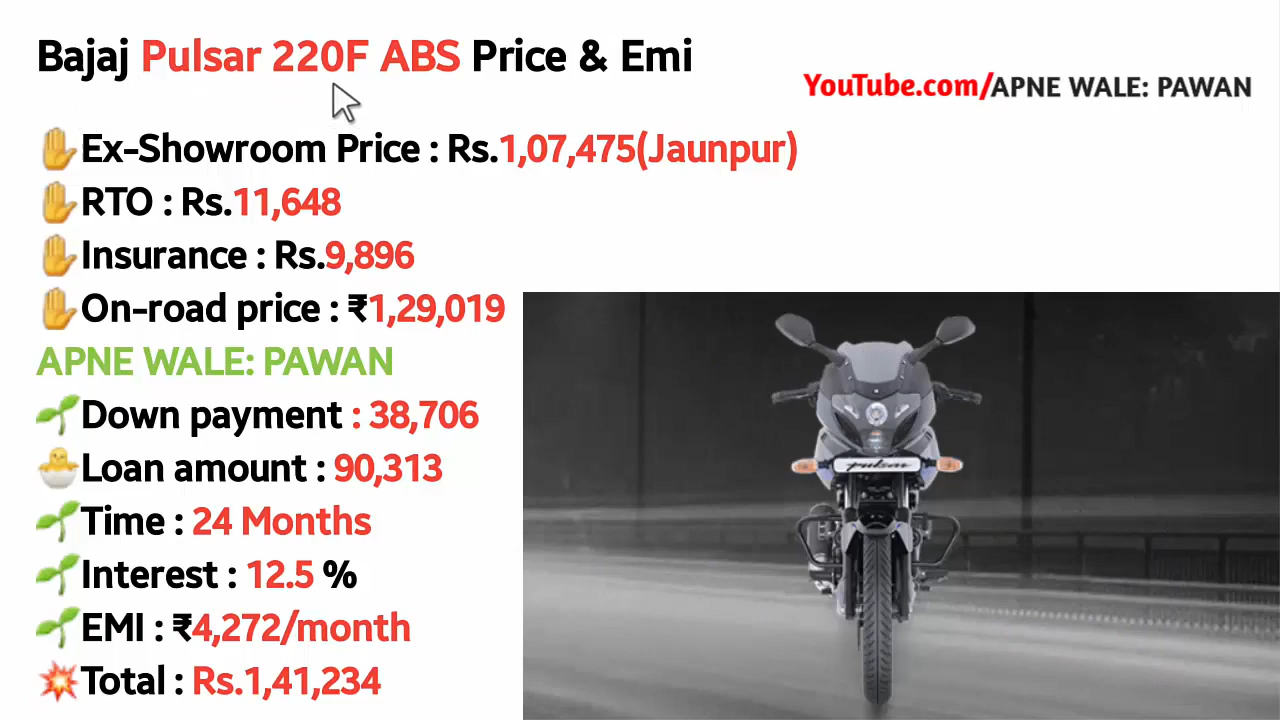 Bajaj Pulsar 220F ABS Price & Emi
YouTube.com/APNE WALE: PAWAN
✋Ex-Showroom Price : Rs.1,07,475(Jaunpur)
✋RTO : Rs.11,648
✋Insurance : Rs.9,896
✋On-road price : ₹1,29,019
APNE WALE: PAWAN
🌱Down payment : 38,706
🐣Loan amount : 90,313
🌱Time : 24 Months
🌱Interest : 12.5 %
🌱EMI : ₹4,272/month
💥Total : Rs.1,41,234
pulsar